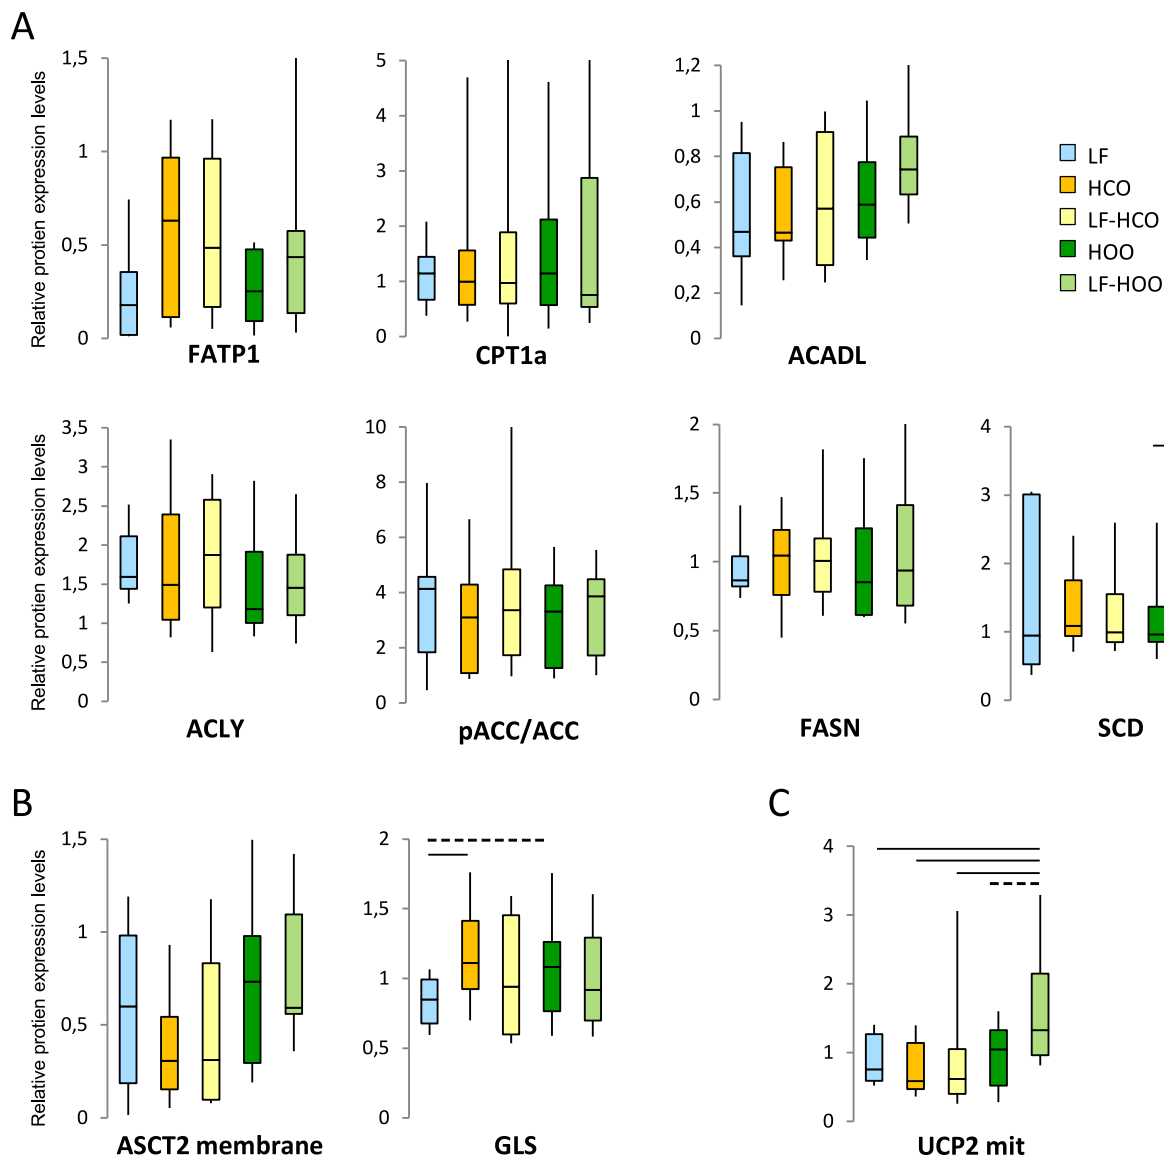 A
Relative protien expression levels
1,5
1
0,5
0
FATP1
5
4
3
2
1
0
CPT1a
1,2
1
0,8
0,6
0,4
0,2
0
ACADL
LF
HCO
LF-HCO
HOO
LF-HOO
Relative protien expression levels
3,5
3
2,5
2
1,5
1
0,5
0
ACLY
10
8
6
4
2
0
pACC/ACC
2
1,5
1
0,5
0
FASN
4
3
2
1
0
SCD
B
Relative protien expression levels
1,5
1
0,5
0
ASCT2 membrane
2
1,5
1
0,5
0
GLS
C
4
3
2
1
0
UCP2 mit